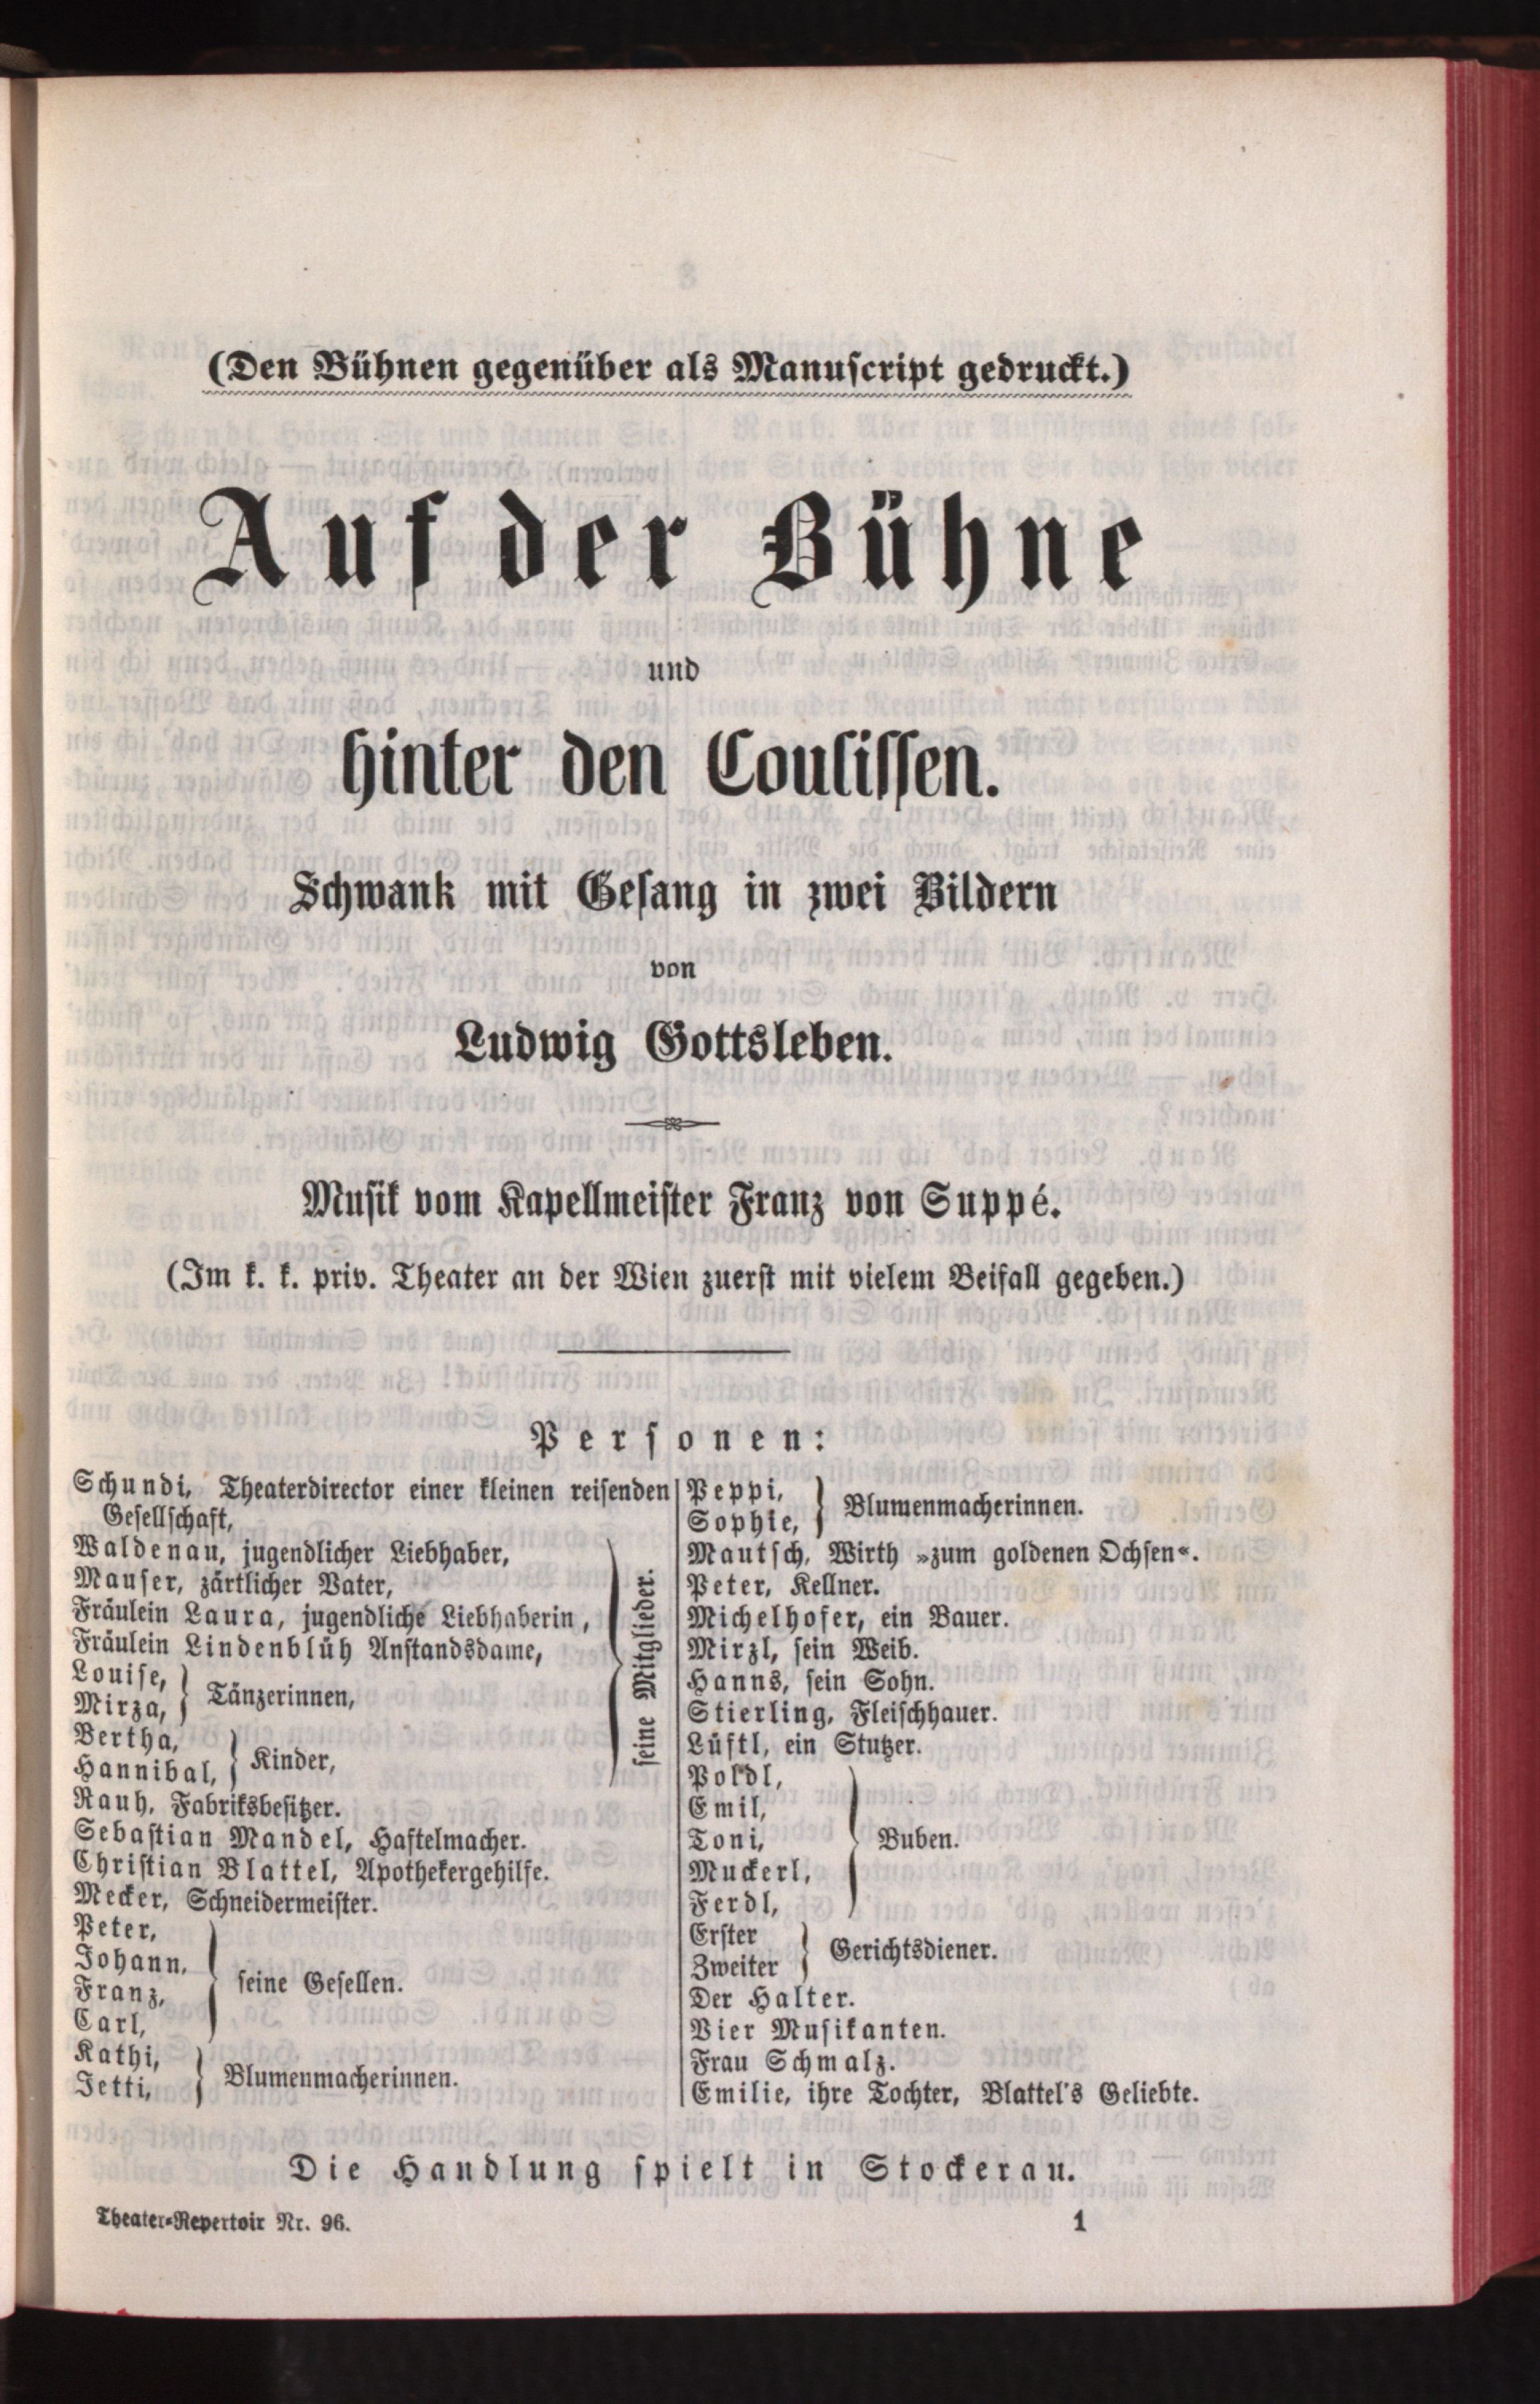 (Den Bühnen gegenüber als Manuscript gedruckt.)
Auf der Bühne
und
hinter den Coulissen.
Schwank mit Gesang in zwei Bildern
von
Ludwig Gottsleben.
Musik vom Kapellmeister Franz von Suppé.
(Im k. k. priv. Theater an der Wien zuerst mit vielem Beifall gegeben.)
Personen:
Schundi, Theaterdirector einer kleinen reisenden
Gesellschaft,
Waldenau, jugendlicher Liebhaber,
Mauser, zärtlicher Vater,
Fräulein Laura, jugendliche Liebhaberin,
Fräulein Lindenblüh Anstandsdame,
Louise,
Mirza,
Tänzerinnen,
Bertha,
Hannibal,
Kinder,
seine Mitglieder.
Rauh, Fabriksbesitzer.
Sebastian Mandel, Haftelmacher.
Christian Blattel, Apothekergehilfe.
Mecker, Schneidermeister.
Peter,
Johann,
Franz,
Carl,
seine Gesellen.
Kathi,
Jetti,
Blumenmacherinnen.
Peppi,
Sophie,
Blumenmacherinnen.
Mautsch, Wirth »zum goldenen Ochsen«.
Peter, Kellner.
Michelhofer, ein Bauer.
Mirzl, sein Weib.
Hanns, sein Sohn.
Stierling, Fleischhauer.
Lüftl, ein Stutzer.
Poldl,
Emil,
Toni,
Muckerl,
Ferdl,
Buben.
Erster
Zweiter
Gerichtsdiener.
Der Halter.
Vier Musikanten.
Frau Schmalz.
Emilie, ihre Tochter, Blattel's Geliebte.
Die Handlung spielt in Stockerau.
Theater-Repertoir Nr. 96.
1